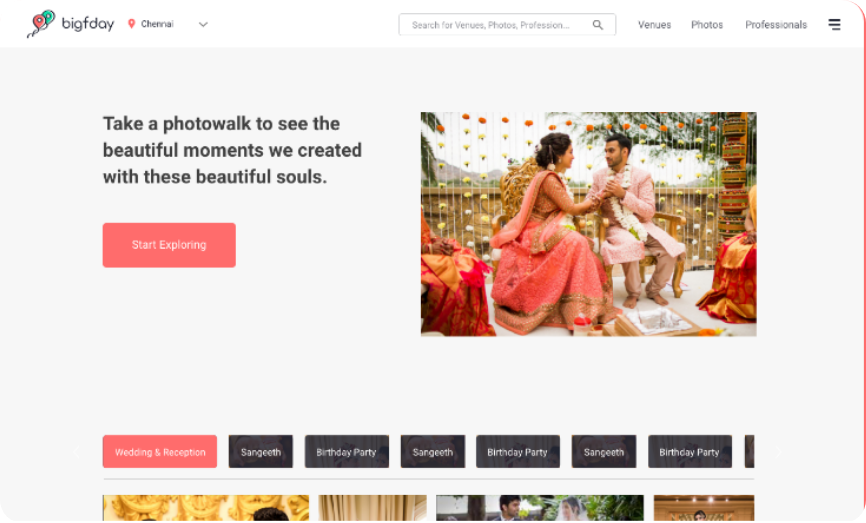 bigfday
Chennai
Search for Venues, Photos, Profession...
Venues
Photos
Professionals
Take a photowalk to see the
beautiful moments we created
with these beautiful souls.
Start Exploring
Wedding & Reception
Sangeeth
Birthday Party
Sangeeth
Birthday Party
Sangeeth
Birthday Party